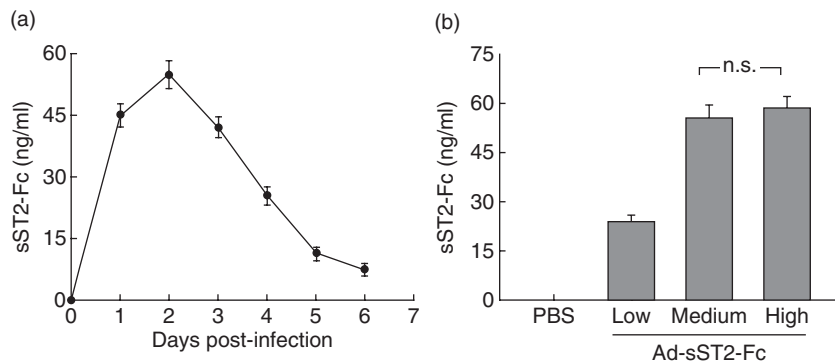 (a)
60
45
30
15
0
sST2-Fc (ng/ml)
0 1 2 3 4 5 6 7
Days post-infection
(b)
75
60
45
30
15
0
sST2-Fc (ng/ml)
n.s.
PBS Low Medium High
Ad-sST2-Fc